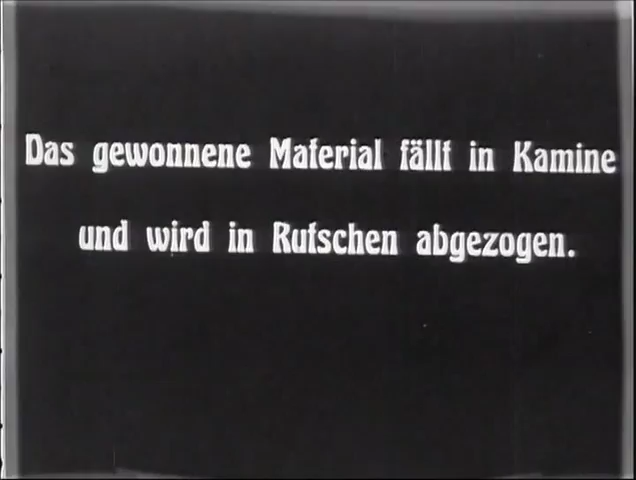 Das gewonnene Material fällt in Kamine
und wird in Rutschen abgezogen.